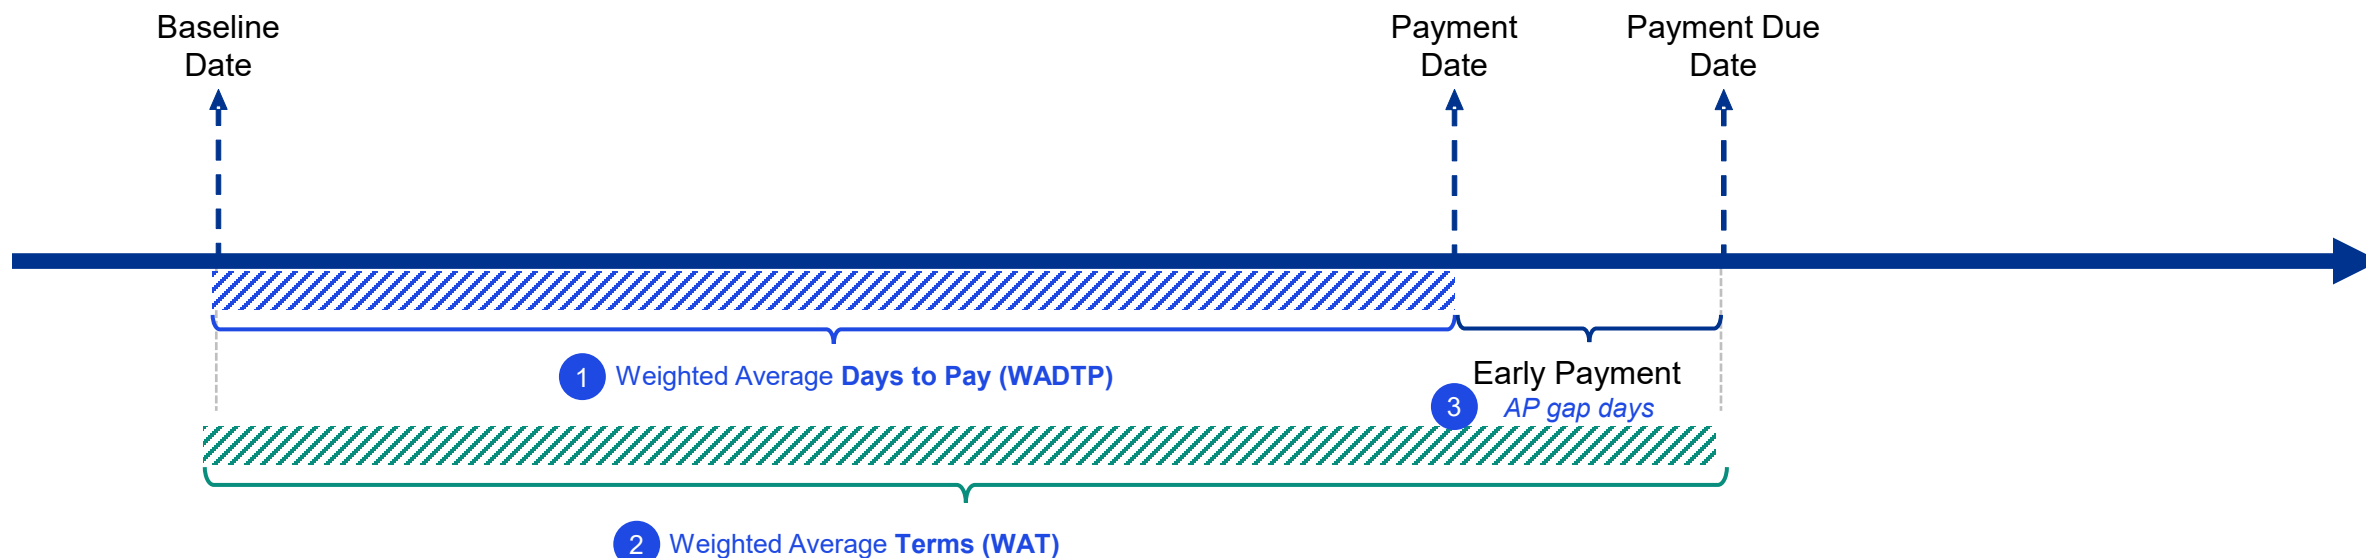 Baseline
Date
Payment
Date
Payment Due
Date
1 Weighted Average Days to Pay (WADTP)
Early Payment
3 AP gap days
2 Weighted Average Terms (WAT)